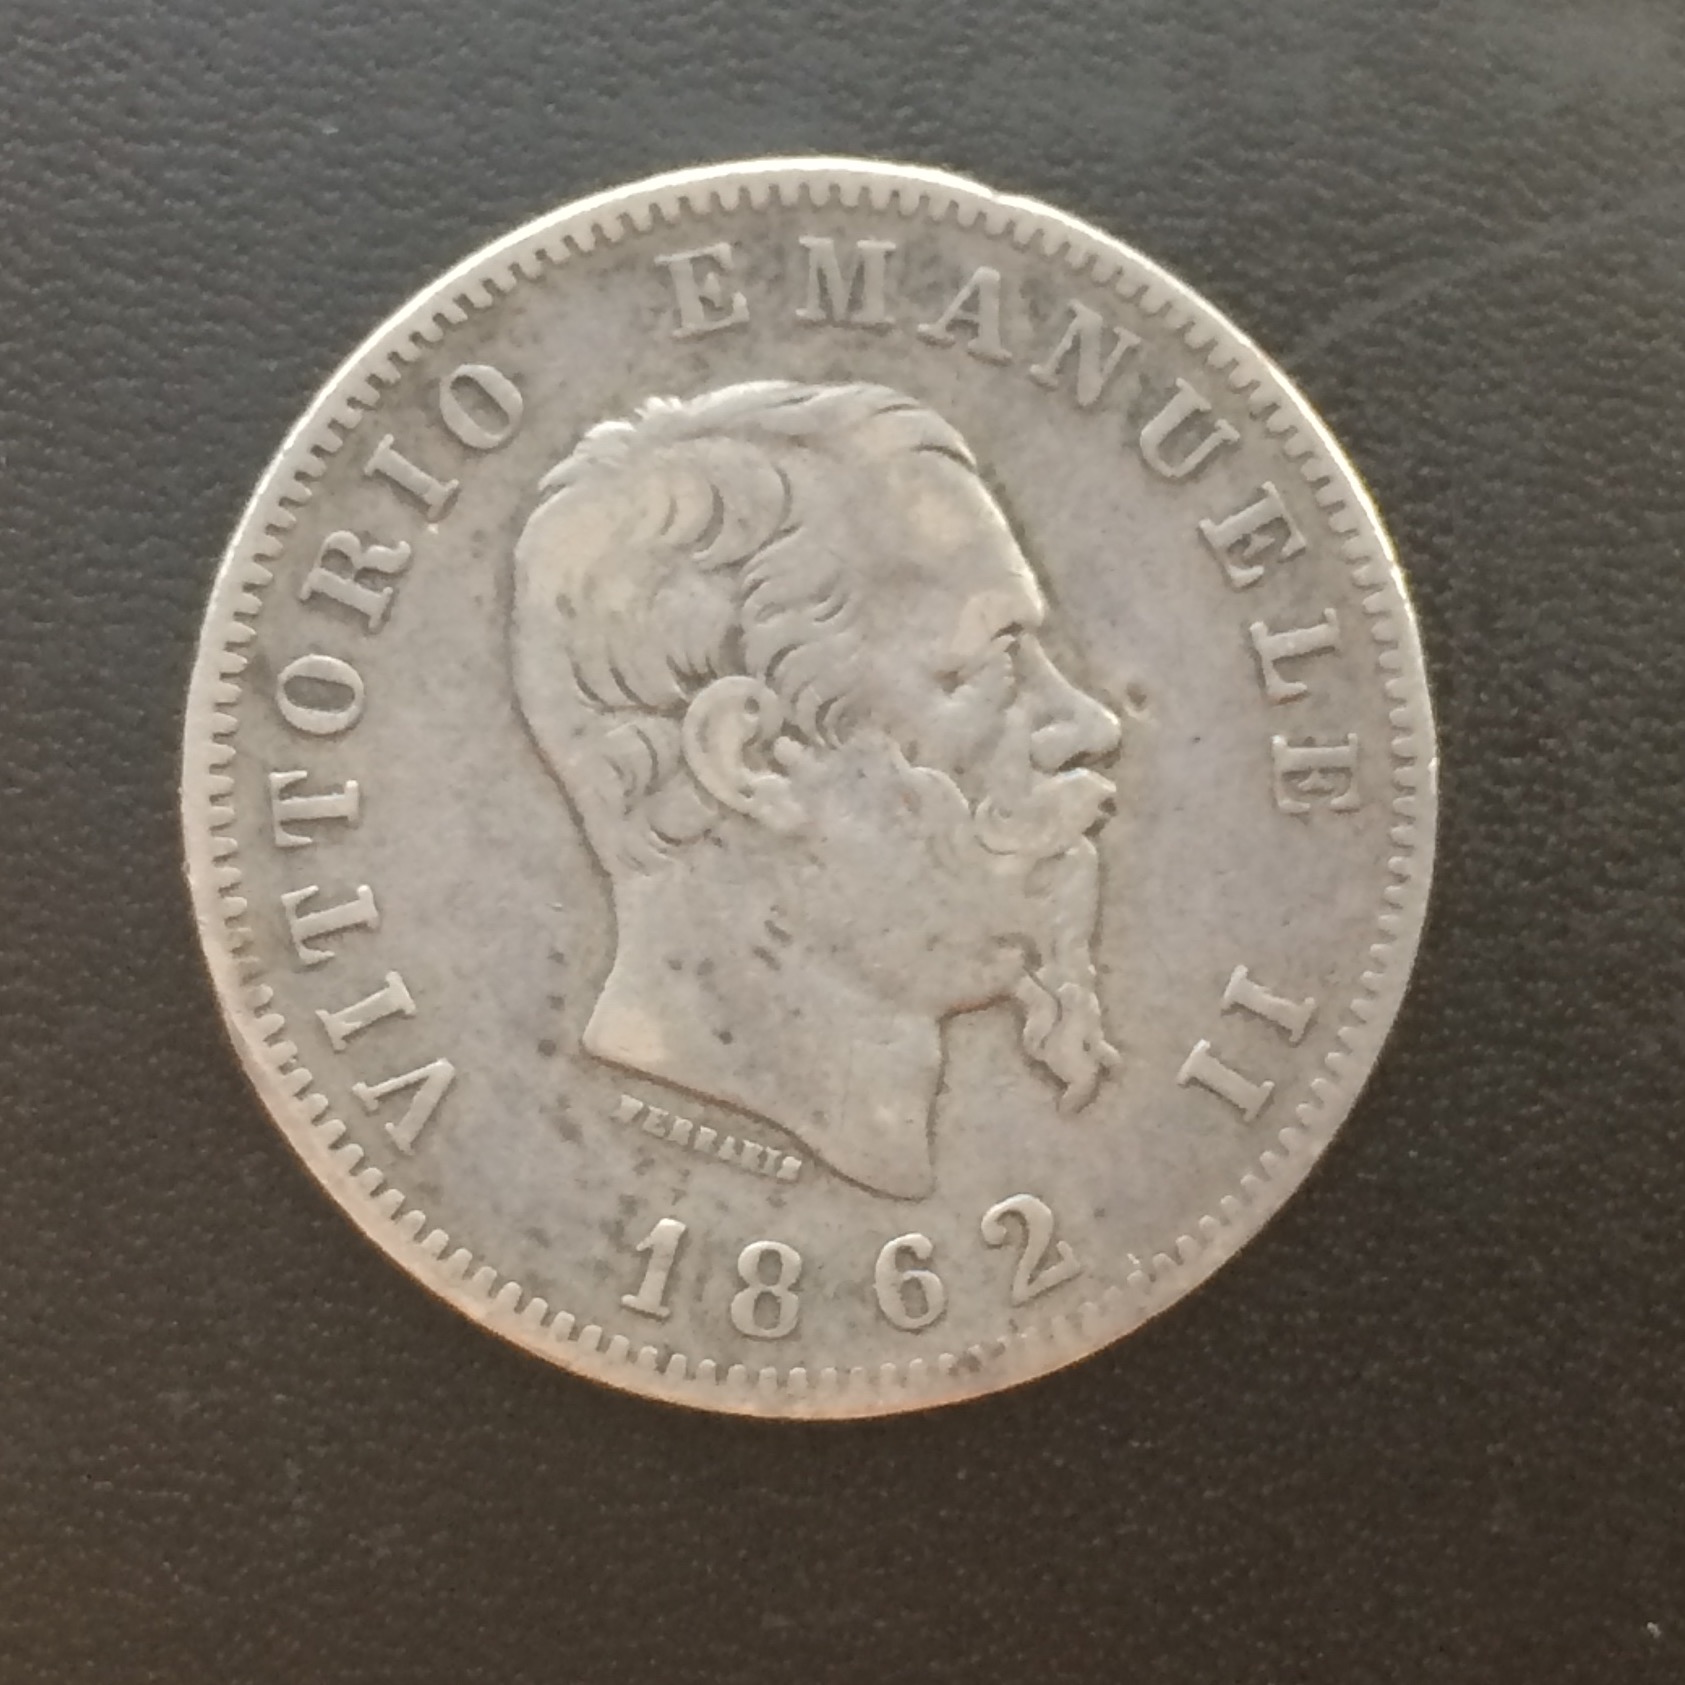 VITTORIO EMANUELE II
FERRARIS
1862